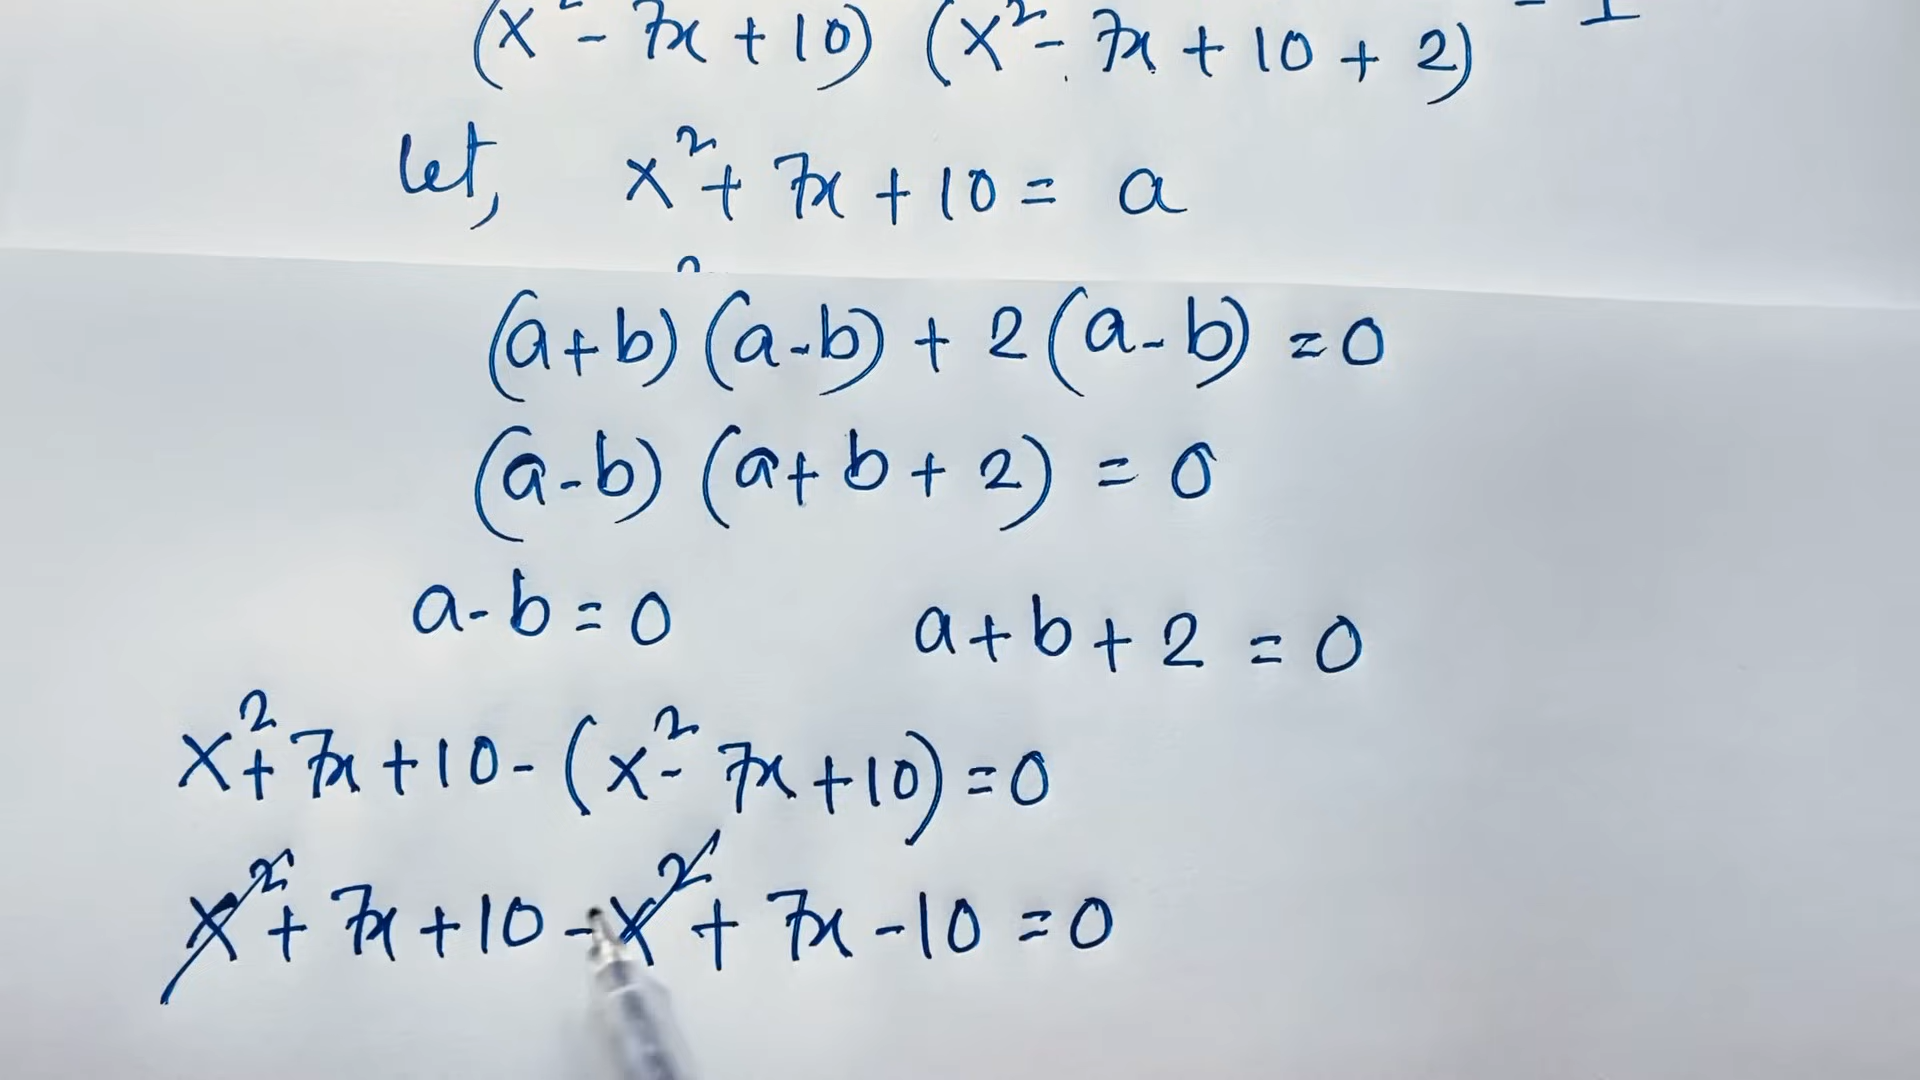 (x² - 7x + 10) (x² - 7x + 10 + 2) = 1
let, x² + 7x + 10 = a
(a+b) (a-b) + 2 (a-b) = 0
(a-b) (a+b+2) = 0
a-b=0 a+b+2 = 0
x²+7x+10-(x²-7x+10)=0
x²+7x+10-x²+7x-10=0